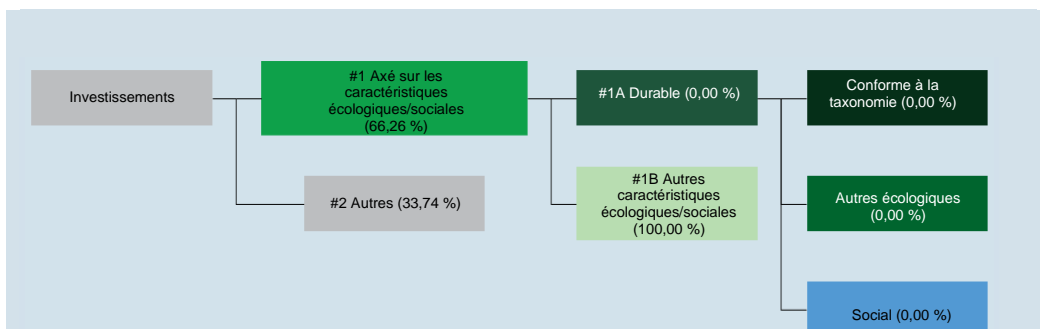 Investissements
#1 Axé sur les
caractéristiques
écologiques/sociales
(66,26 %)
#1A Durable (0,00 %)
Conforme à la
taxonomie (0,00 %)
#2 Autres (33,74 %)
#1B Autres
caractéristiques
écologiques/sociales
(100,00 %)
Autres écologiques
(0,00 %)
Social (0,00 %)